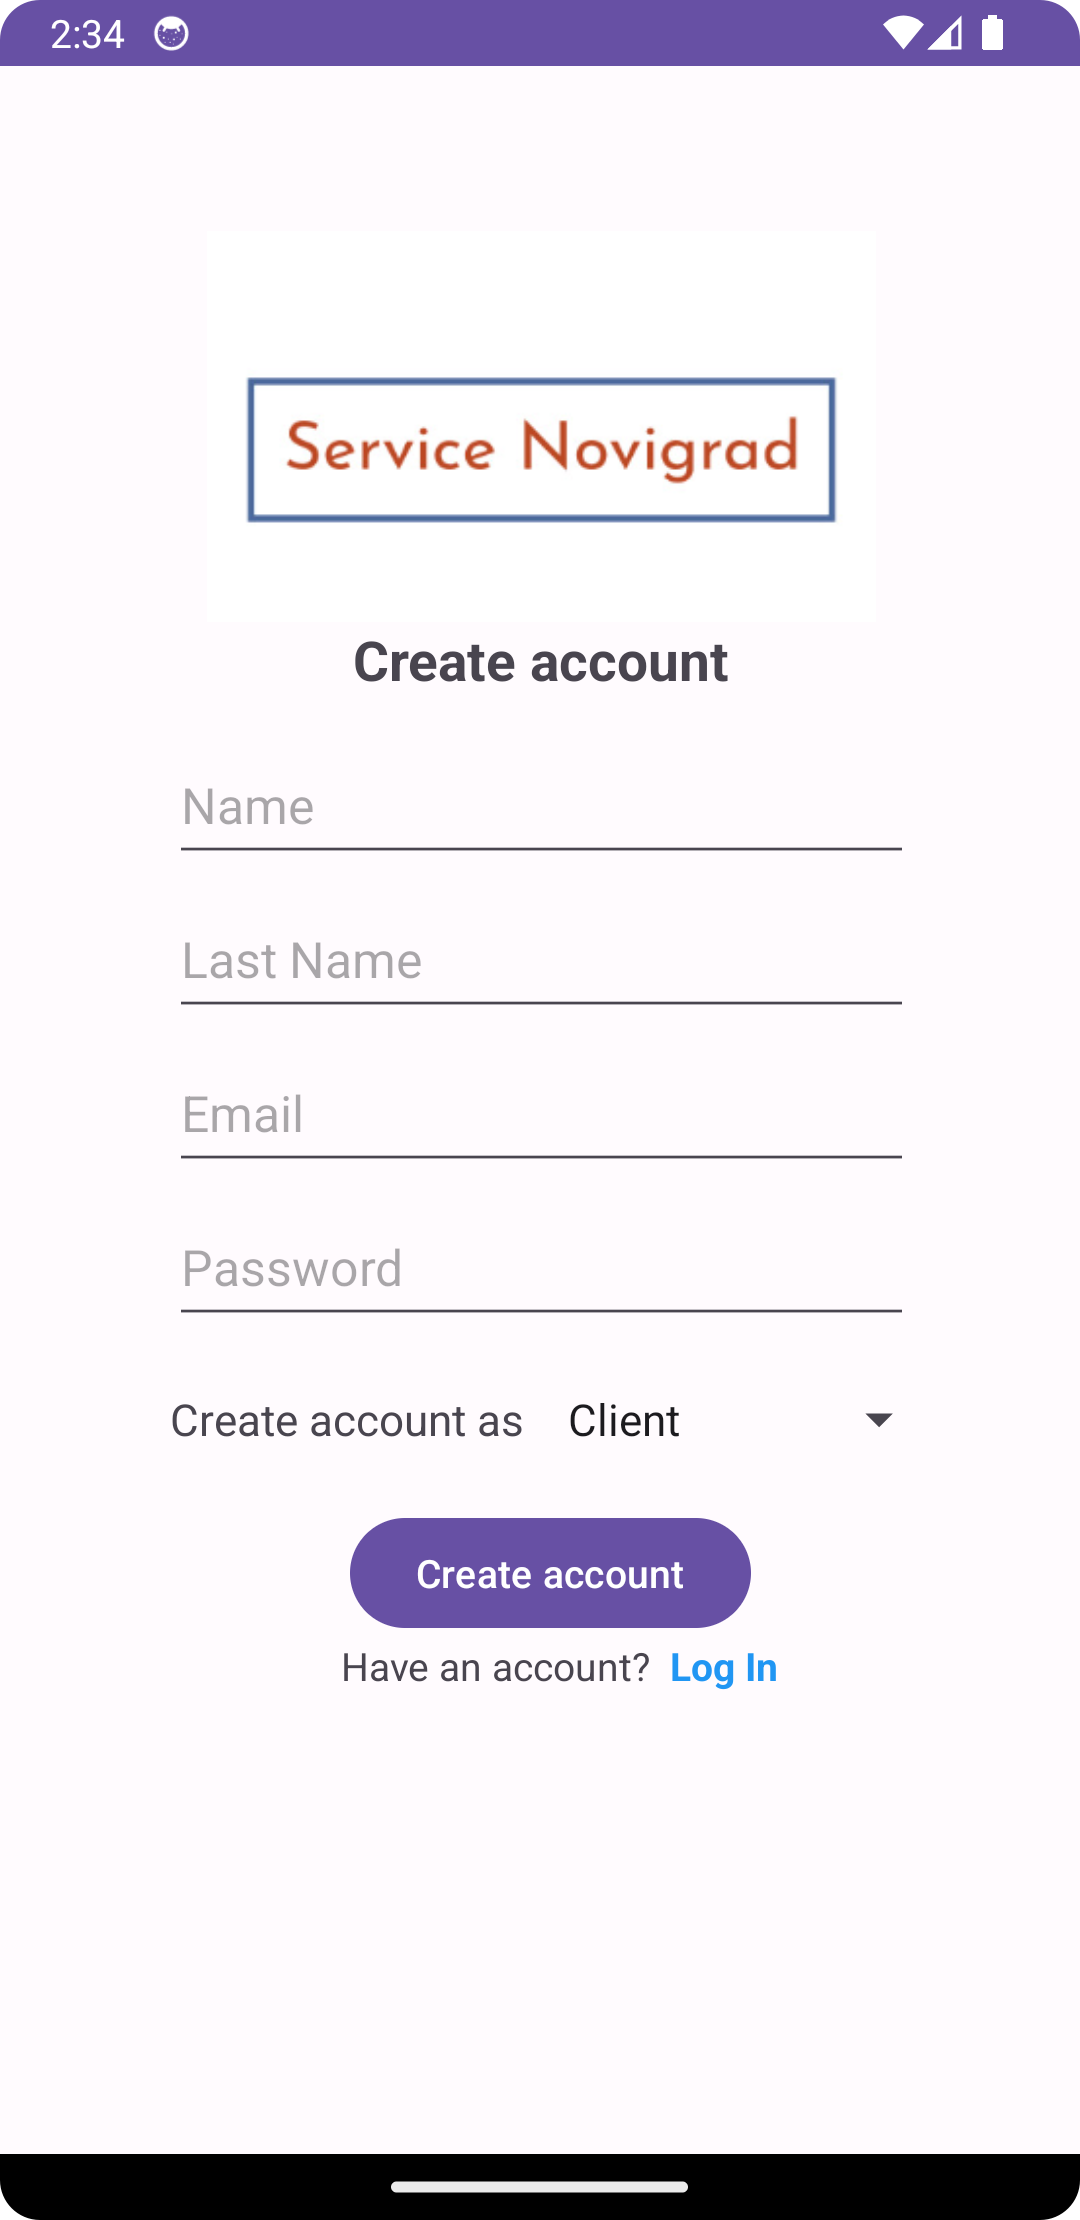 2:34
Service Novigrad
Create account
Name
Last Name
Email
Password
Create account as Client
Create account
Have an account? Log In